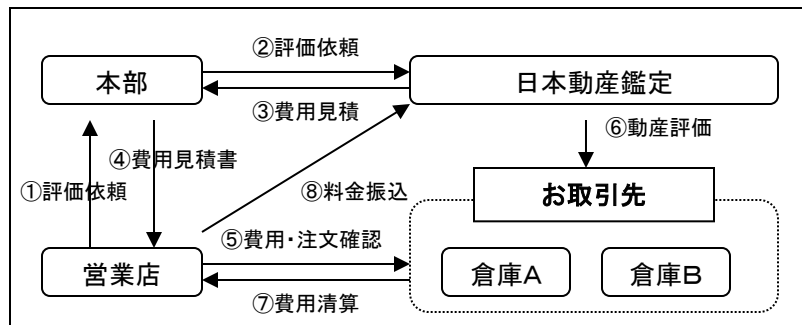 ②評価依頼
本部
日本動産鑑定
③費用見積
⑥動産評価
④費用見積書
①評価依頼
⑧料金振込
お取引先
⑤費用・注文確認
営業店
倉庫A
倉庫B
⑦費用清算